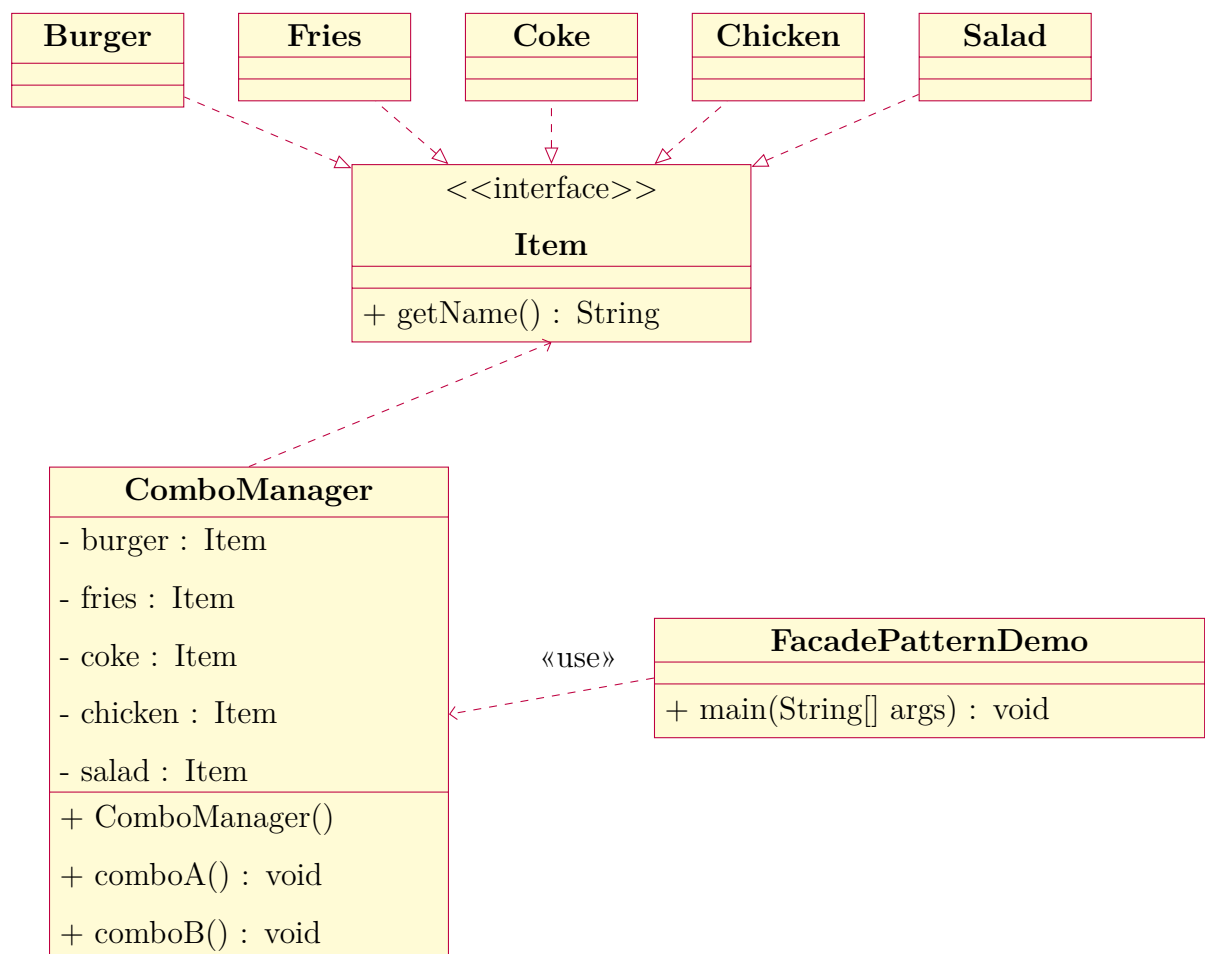 Burger
Fries
Coke
Chicken
Salad
<<interface>>
Item
+ getName() : String
ComboManager
- burger : Item
- fries : Item
- coke : Item
- chicken : Item
- salad : Item
+ ComboManager()
+ comboA() : void
+ comboB() : void
«use»
FacadePatternDemo
+ main(String[] args) : void